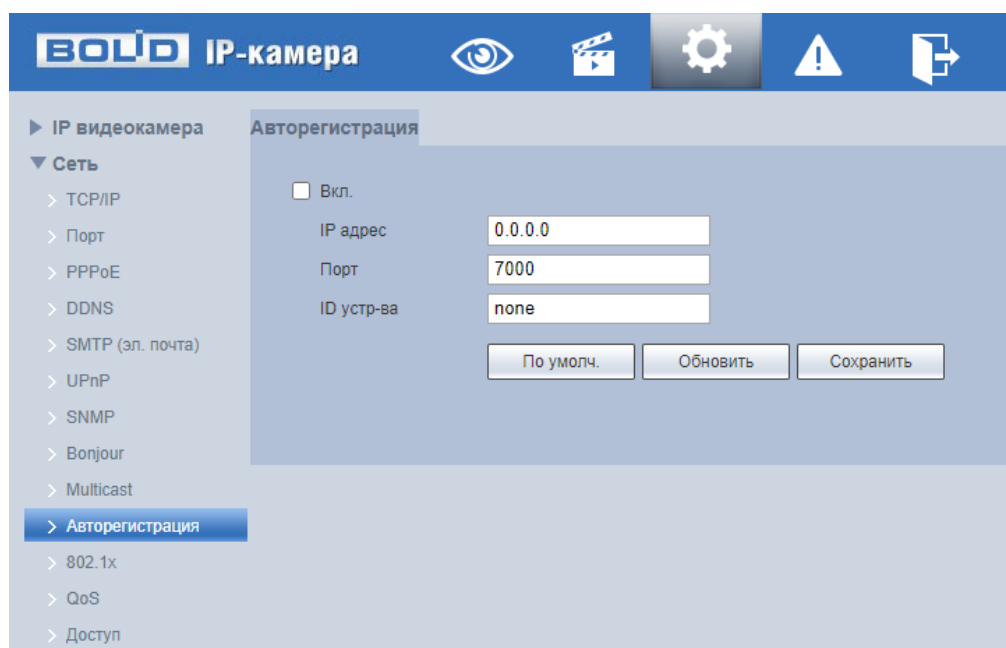 BOLID IP-камера
IP видеокамера
Сеть
TCP/IP
Порт
PPPoE
DDNS
SMTP (эл. почта)
UPnP
SNMP
Bonjour
Multicast
Авторегистрация
802.1x
QoS
Доступ
Авторегистрация
Вкл.
IP адрес 0.0.0.0
Порт 7000
ID устр-ва none
По умолч. Обновить Сохранить